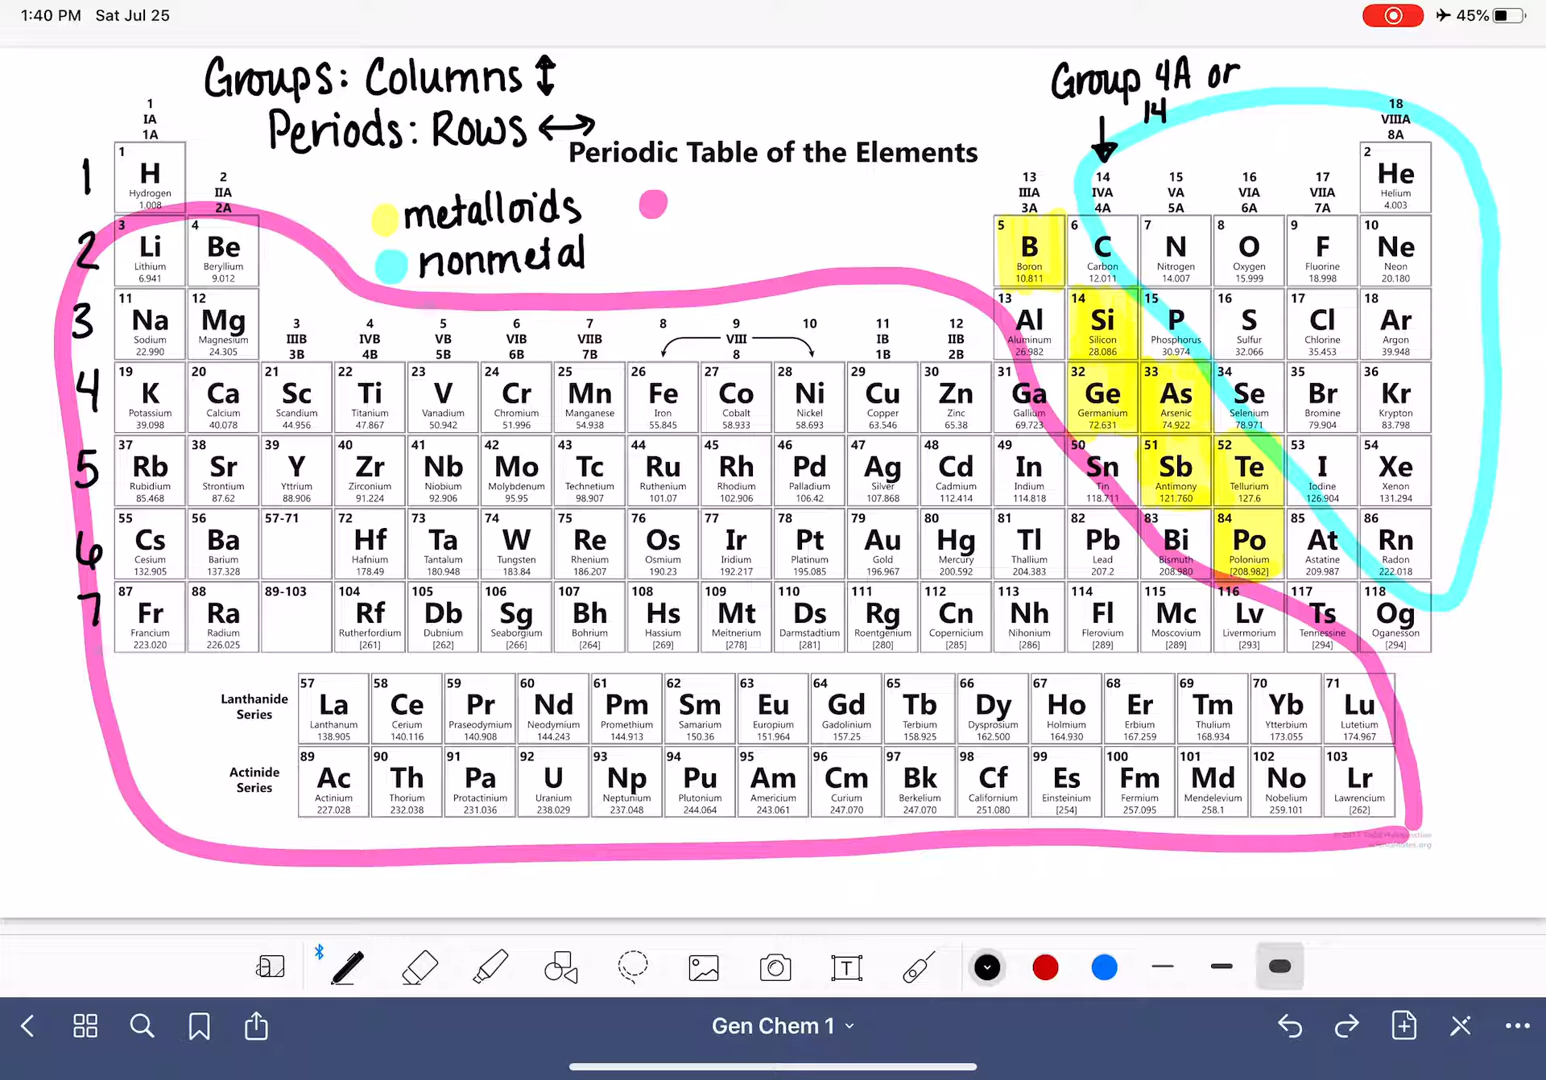 1:40 PM Sat Jul 25
45%
Groups: Columns
Periods: Rows
Group 4A or
14
Periodic Table of the Elements
metalloids
nonmetal
1
2
3
4
5
6
7
1 18
IA VIIIA
1A 8A
1 H Hydrogen 1.008
2 He Helium 4.003
2 13 14 15 16 17
IIA IIIA IVA VA VIA VIIA
2A 3A 4A 5A 6A 7A
3 Li Lithium 6.941
4 Be Beryllium 9.012
5 B Boron 10.811
6 C Carbon 12.011
7 N Nitrogen 14.007
8 O Oxygen 15.999
9 F Fluorine 18.998
10 Ne Neon 20.180
11 Na Sodium 22.990
12 Mg Magnesium 24.305
3 4 5 6 7 8 9 10 11 12
IIIB IVB VB VIB VIIB VIII IB IIB
3B 4B 5B 6B 7B 8 1B 2B
13 Al Aluminum 26.982
14 Si Silicon 28.086
15 P Phosphorus 30.974
16 S Sulfur 32.066
17 Cl Chlorine 35.453
18 Ar Argon 39.948
19 K Potassium 39.098
20 Ca Calcium 40.078
21 Sc Scandium 44.956
22 Ti Titanium 47.867
23 V Vanadium 50.942
24 Cr Chromium 51.996
25 Mn Manganese 54.938
26 Fe Iron 55.845
27 Co Cobalt 58.933
28 Ni Nickel 58.693
29 Cu Copper 63.546
30 Zn Zinc 65.38
31 Ga Gallium 69.723
32 Ge Germanium 72.631
33 As Arsenic 74.922
34 Se Selenium 78.971
35 Br Bromine 79.904
36 Kr Krypton 83.798
37 Rb Rubidium 85.468
38 Sr Strontium 87.62
39 Y Yttrium 88.906
40 Zr Zirconium 91.224
41 Nb Niobium 92.906
42 Mo Molybdenum 95.95
43 Tc Technetium 98.907
44 Ru Ruthenium 101.07
45 Rh Rhodium 102.906
46 Pd Palladium 106.42
47 Ag Silver 107.868
48 Cd Cadmium 112.414
49 In Indium 114.818
50 Sn Tin 118.711
51 Sb Antimony 121.760
52 Te Tellurium 127.6
53 I Iodine 126.904
54 Xe Xenon 131.294
55 Cs Cesium 132.905
56 Ba Barium 137.328
57-71
72 Hf Hafnium 178.49
73 Ta Tantalum 180.948
74 W Tungsten 183.84
75 Re Rhenium 186.207
76 Os Osmium 190.23
77 Ir Iridium 192.217
78 Pt Platinum 195.085
79 Au Gold 196.967
80 Hg Mercury 200.592
81 Tl Thallium 204.383
82 Pb Lead 207.2
83 Bi Bismuth 208.980
84 Po Polonium [208.982]
85 At Astatine 209.987
86 Rn Radon 222.018
87 Fr Francium 223.020
88 Ra Radium 226.025
89-103
104 Rf Rutherfordium [261]
105 Db Dubnium [262]
106 Sg Seaborgium [266]
107 Bh Bohrium [264]
108 Hs Hassium [269]
109 Mt Meitnerium [278]
110 Ds Darmstadtium [281]
111 Rg Roentgenium [280]
112 Cn Copernicium [285]
113 Nh Nihonium [286]
114 Fl Flerovium [289]
115 Mc Moscovium [289]
116 Lv Livermorium [293]
117 Ts Tennessine [294]
118 Og Oganesson [294]
Lanthanide
Series
57 La Lanthanum 138.905
58 Ce Cerium 140.116
59 Pr Praseodymium 140.908
60 Nd Neodymium 144.243
61 Pm Promethium 144.913
62 Sm Samarium 150.36
63 Eu Europium 151.964
64 Gd Gadolinium 157.25
65 Tb Terbium 158.925
66 Dy Dysprosium 162.500
67 Ho Holmium 164.930
68 Er Erbium 167.259
69 Tm Thulium 168.934
70 Yb Ytterbium 173.055
71 Lu Lutetium 174.967
Actinide
Series
89 Ac Actinium 227.028
90 Th Thorium 232.038
91 Pa Protactinium 231.036
92 U Uranium 238.029
93 Np Neptunium 237.048
94 Pu Plutonium 244.064
95 Am Americium 243.061
96 Cm Curium 247.070
97 Bk Berkelium 247.070
98 Cf Californium 251.080
99 Es Einsteinium [254]
100 Fm Fermium 257.095
101 Md Mendelevium 258.1
102 No Nobelium 259.101
103 Lr Lawrencium [262]
T
Gen Chem 1